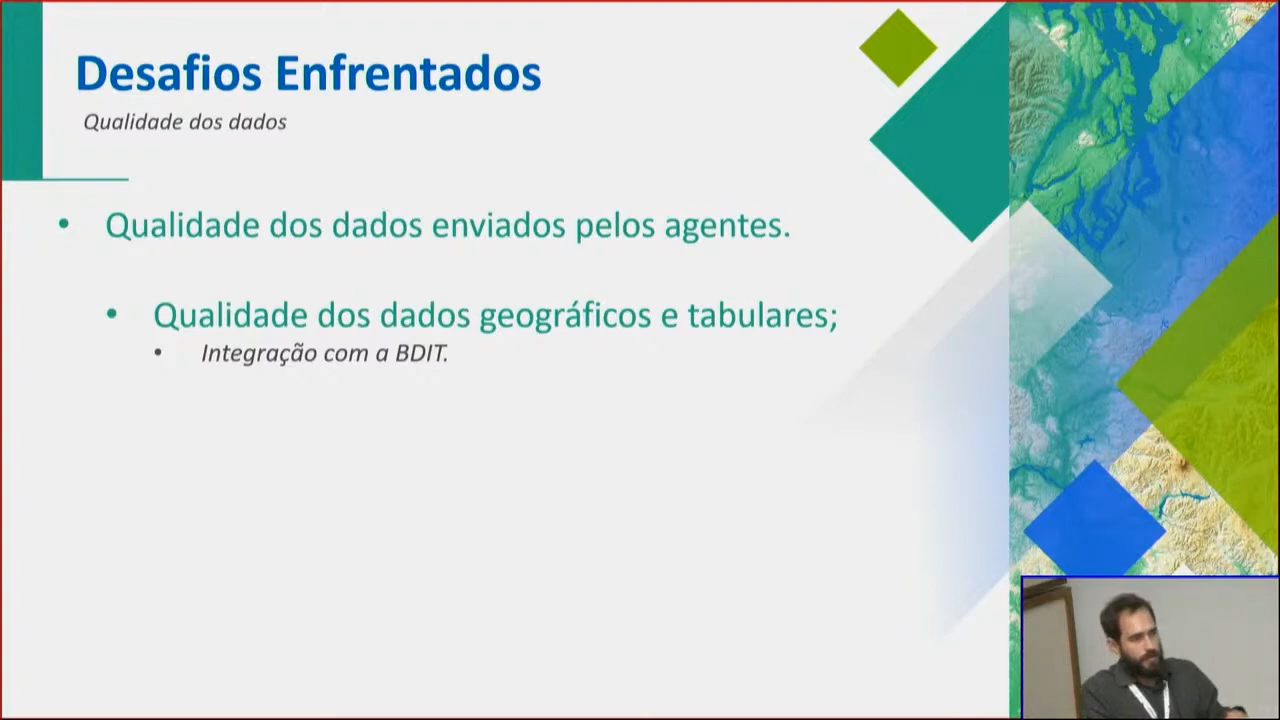 Desafios Enfrentados
Qualidade dos dados
• Qualidade dos dados enviados pelos agentes.
• Qualidade dos dados geográficos e tabulares;
• Integração com a BDIT.